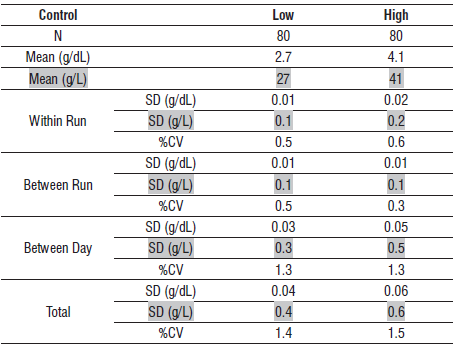 Control Low High
N 80 80
Mean (g/dL) 2.7 4.1
Mean (g/L) 27 41
SD (g/dL) 0.01 0.02
Within Run SD (g/L) 0.1 0.2
%CV 0.5 0.6
SD (g/dL) 0.01 0.01
Between Run SD (g/L) 0.1 0.1
%CV 0.5 0.3
SD (g/dL) 0.03 0.05
Between Day SD (g/L) 0.3 0.5
%CV 1.3 1.3
SD (g/dL) 0.04 0.06
Total SD (g/L) 0.4 0.6
%CV 1.4 1.5